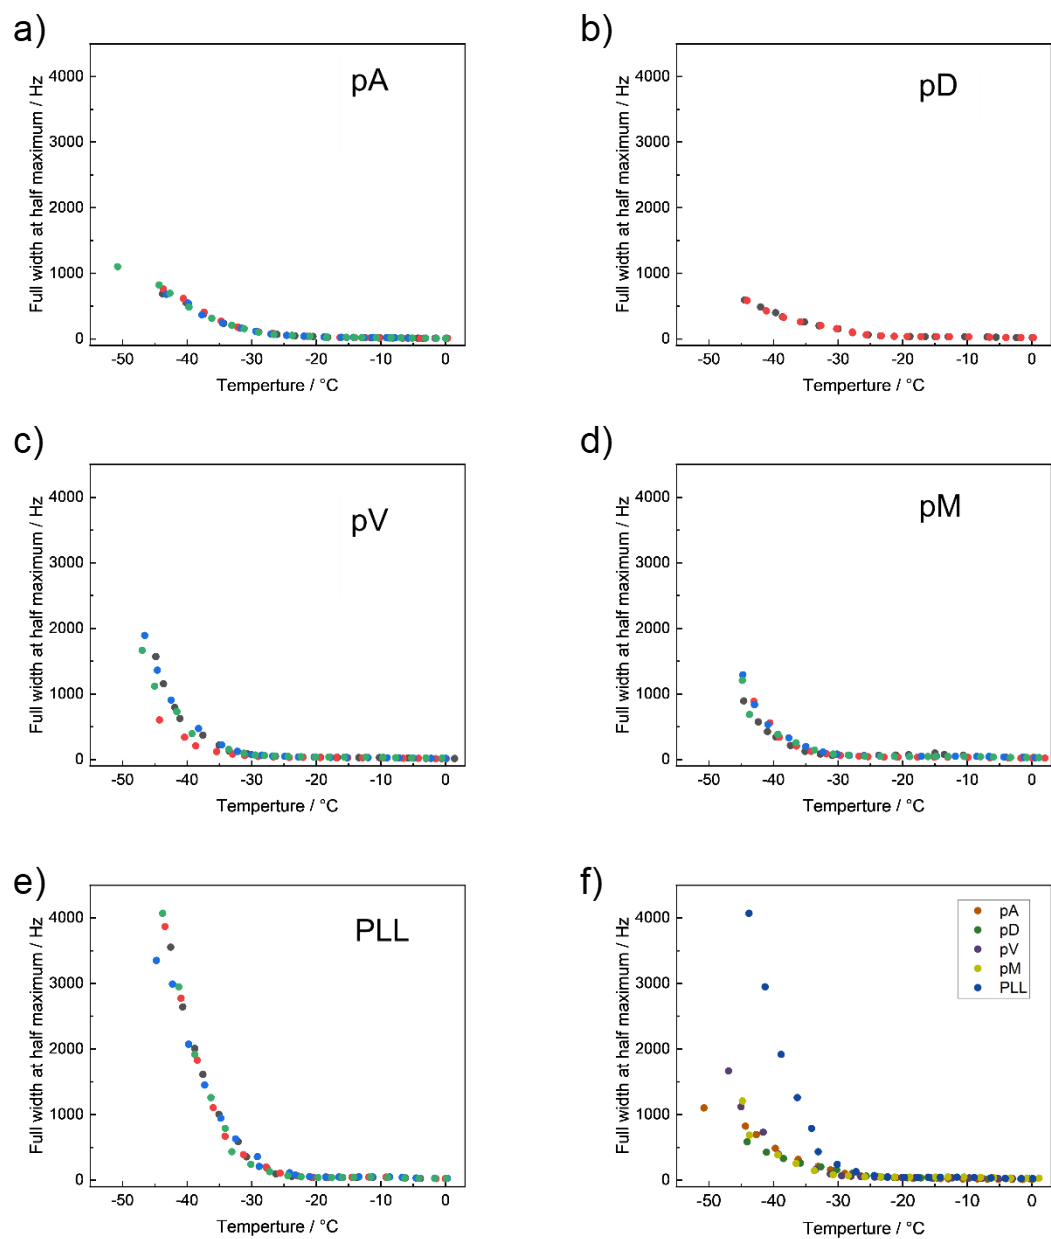 a)
pA
Full width at half maximum / Hz
4000
3000
2000
1000
0
-50 -40 -30 -20 -10 0
Temperture / °C
b)
pD
Full width at half maximum / Hz
4000
3000
2000
1000
0
-50 -40 -30 -20 -10 0
Temperture / °C
c)
pV
Full width at half maximum / Hz
4000
3000
2000
1000
0
-50 -40 -30 -20 -10 0
Temperture / °C
d)
pM
Full width at half maximum / Hz
4000
3000
2000
1000
0
-50 -40 -30 -20 -10 0
Temperture / °C
e)
PLL
Full width at half maximum / Hz
4000
3000
2000
1000
0
-50 -40 -30 -20 -10 0
Temperture / °C
f)
pA
pD
pV
pM
PLL
Full width at half maximum / Hz
4000
3000
2000
1000
0
-50 -40 -30 -20 -10 0
Temperture / °C